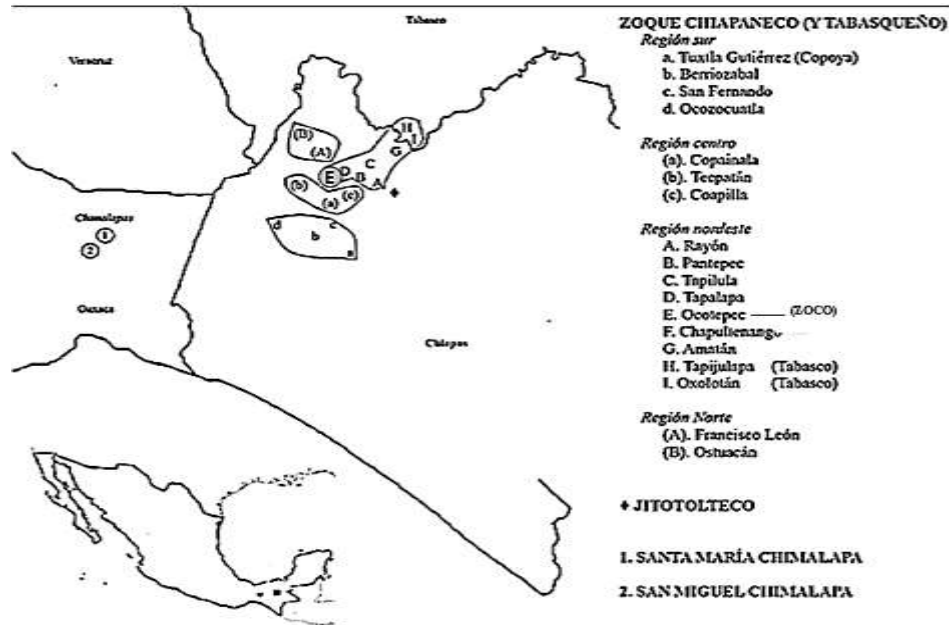 Tabasco
Veracruz
(B)
(A)
H
I
G
C
D
B
E
A
(b)
(c)
(a)
d
c
b
a
Chimalapas
1
2
Oaxaca
Chiapas
ZOQUE CHIAPANECO (Y TABASQUEÑO)
Región sur
a. Tuxtla Gutiérrez (Copoya)
b. Berriozabal
c. San Fernando
d. Ocozocuatla
Región centro
(a). Copainala
(b). Tecpatán
(c). Coapilla
Región nordeste
A. Rayón
B. Pantepec
C. Tapilula
D. Tapalapa
E. Ocotepec (ZOCO)
F. Chapultenango
G. Amatán
H. Tapijulapa (Tabasco)
I. Oxolotán (Tabasco)
Región Norte
(A). Francisco León
(B). Ostuacán
♦ JITOTOLTECO
1. SANTA MARÍA CHIMALAPA
2. SAN MIGUEL CHIMALAPA